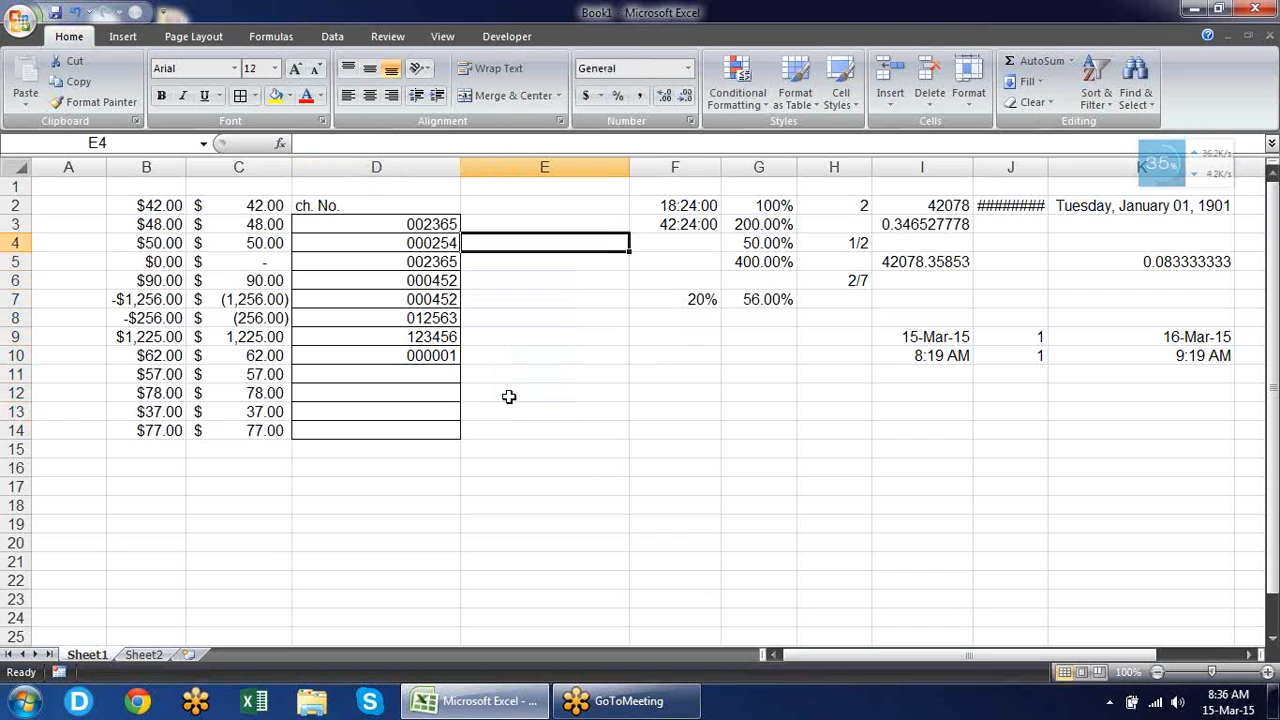 Book1 - Microsoft Excel
Home Insert Page Layout Formulas Data Review View Developer
Paste Cut Arial 12 Wrap Text General Conditional Formatting Format as Table Cell Styles Insert Delete Format AutoSum Sort & Filter Find & Select
Copy Fill
Format Painter B I U A Merge & Center $ % , Clear
Clipboard Font Alignment Number Styles Cells Editing
E4 fx
35% 36.2K/s
4.2K/s
A B C D E F G H I J K
1
2 $42.00 $ 42.00 ch. No. 18:24:00 100% 2 42078 ######## Tuesday, January 01, 1901
3 $48.00 $ 48.00 002365 42:24:00 200.00% 0.346527778
4 $50.00 $ 50.00 000254 50.00% 1/2
5 $0.00 $ - 002365 400.00% 42078.35853 0.083333333
6 $90.00 $ 90.00 000452 2/7
7 -$1,256.00 $ (1,256.00) 000452 20% 56.00%
8 -$256.00 $ (256.00) 012563
9 $1,225.00 $ 1,225.00 123456 15-Mar-15 1 16-Mar-15
10 $62.00 $ 62.00 000001 8:19 AM 1 9:19 AM
11 $57.00 $ 57.00
12 $78.00 $ 78.00
13 $37.00 $ 37.00
14 $77.00 $ 77.00
15
16
17
18
19
20
21
22
23
24
25
Sheet1 Sheet2
Ready 100%
D S Microsoft Excel - ... GoToMeeting 8:36 AM
15-Mar-15